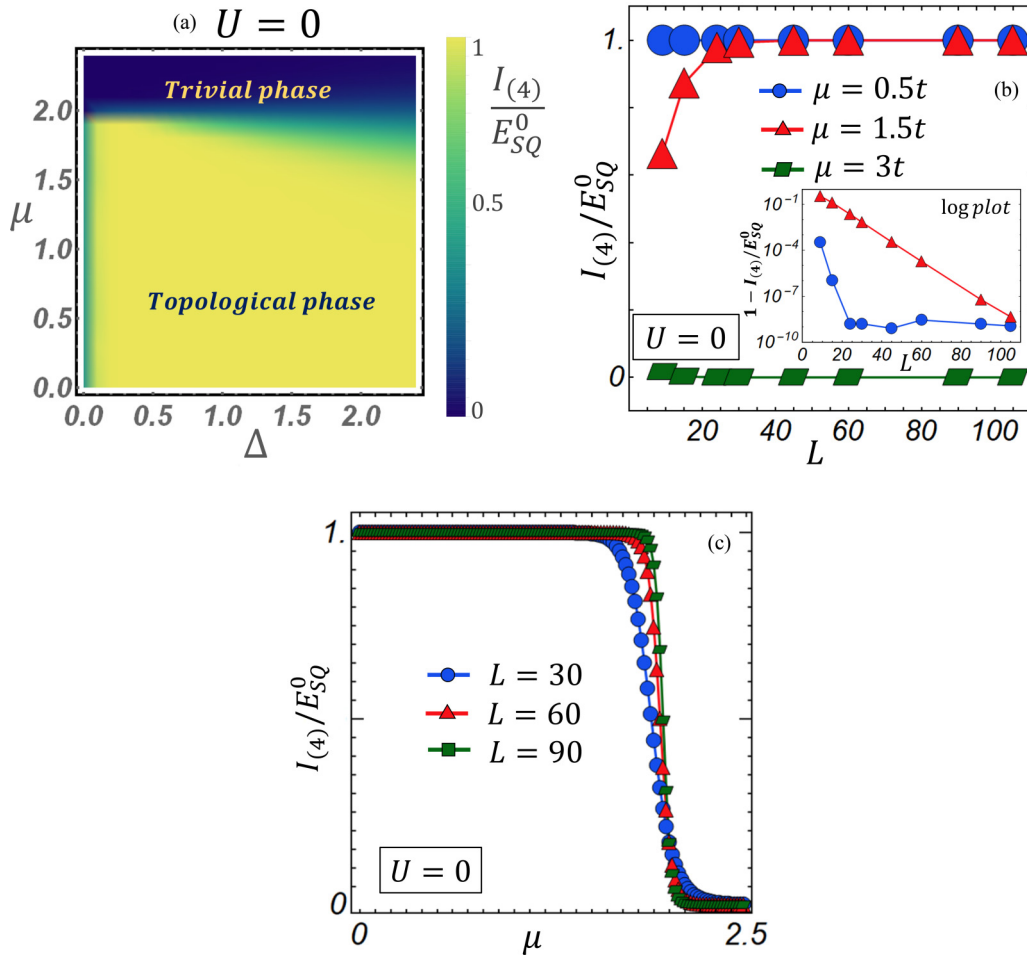 (a) U = 0
Trivial phase
Topological phase
μ
2.0
1.5
1.0
0.5
0.0
0.0 0.5 1.0 1.5 2.0
Δ
1
0.5
0
I(4)
E⁰SQ
(b)
1.
0
I(4)/E⁰SQ
μ = 0.5t
μ = 1.5t
μ = 3t
U = 0
log plot
1 − I(4)/E⁰SQ
10⁻¹
10⁻⁴
10⁻⁷
10⁻¹⁰
0 20 40 60 80 100
L
20 40 60 80 100
L
(c)
1.
0
I(4)/E⁰SQ
L = 30
L = 60
L = 90
U = 0
0 2.5
μ